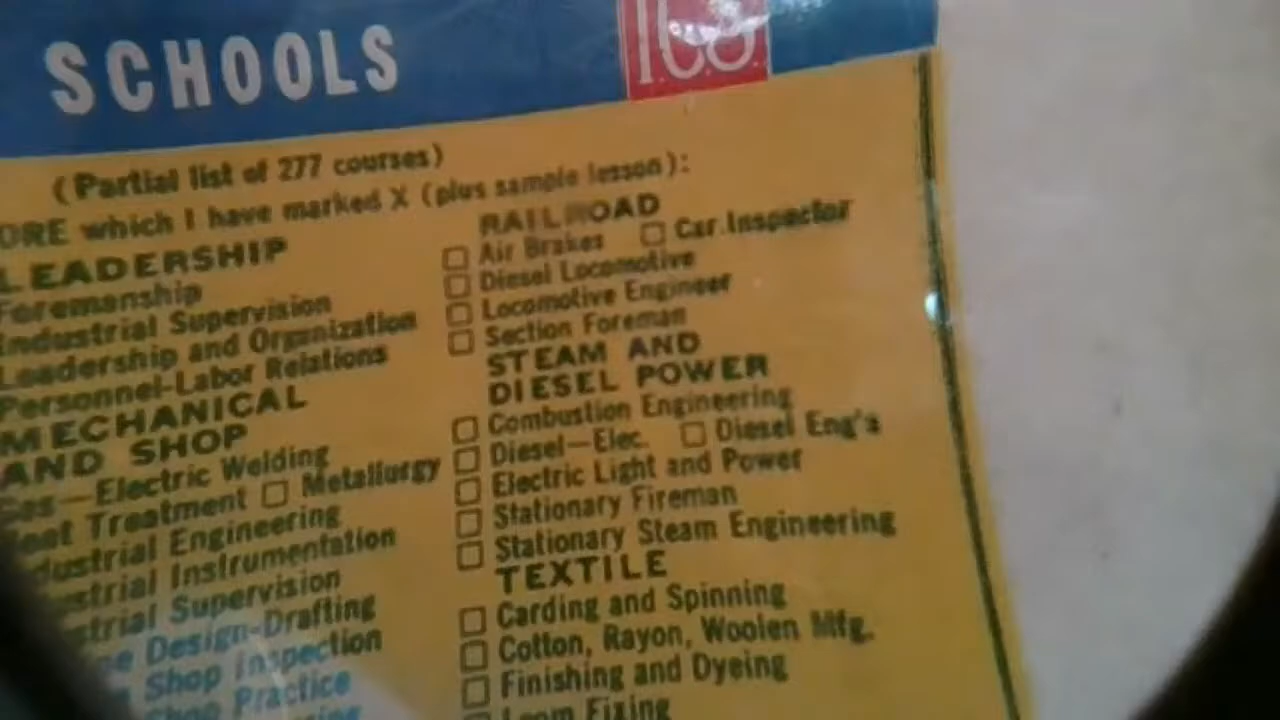 SCHOOLS
I.C.S.
(Partial list of 277 courses)
which I have marked X (plus sample lesson):
LEADERSHIP
Foremanship
Industrial Supervision
Leadership and Organization
Personnel-Labor Relations
MECHANICAL
AND SHOP
Gas—Electric Welding
Treatment □ Metallurgy
Engineering
Instrumentation
Supervision
Design-Drafting
Shop Inspection
Shop Practice
RAILROAD
□ Air Brakes □ Car Inspector
□ Diesel Locomotive
□ Locomotive Engineer
□ Section Foreman
STEAM AND
DIESEL POWER
□ Combustion Engineering
□ Diesel—Elec. □ Diesel Eng's
□ Electric Light and Power
□ Stationary Fireman
□ Stationary Steam Engineering
TEXTILE
□ Carding and Spinning
□ Cotton, Rayon, Woolen Mfg.
□ Finishing and Dyeing
□ Loom Fixing